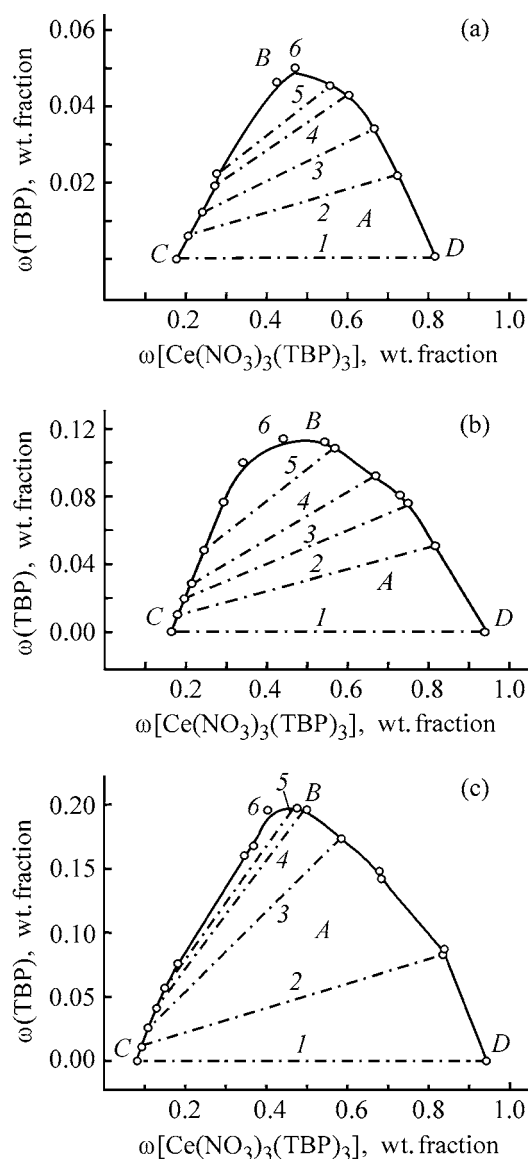 (a)
0.06
0.04
0.02
ω(TBP), wt. fraction
B
6
5
4
3
2
A
1
C
D
0.2 0.4 0.6 0.8 1.0
ω[Ce(NO₃)₃(TBP)₃], wt. fraction
(b)
0.12
0.08
0.04
0.00
ω(TBP), wt. fraction
6
B
5
4
3
2
A
1
C
D
0.2 0.4 0.6 0.8 1.0
ω[Ce(NO₃)₃(TBP)₃], wt. fraction
(c)
0.20
0.15
0.10
0.05
0.00
ω(TBP), wt. fraction
5
6
B
4
3
A
2
1
C
D
0.2 0.4 0.6 0.8 1.0
ω[Ce(NO₃)₃(TBP)₃], wt. fraction